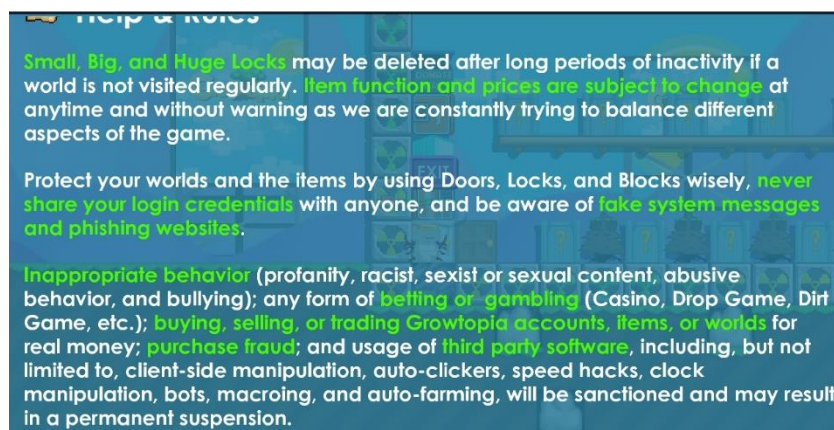 Help & Rules
Small, Big, and Huge Locks may be deleted after long periods of inactivity if a
world is not visited regularly. Item function and prices are subject to change at
anytime and without warning as we are constantly trying to balance different
aspects of the game.
Protect your worlds and the items by using Doors, Locks, and Blocks wisely, never
share your login credentials with anyone, and be aware of fake system messages
and phishing websites.
Inappropriate behavior (profanity, racist, sexist or sexual content, abusive
behavior, and bullying); any form of betting or gambling (Casino, Drop Game, Dirt
Game, etc.); buying, selling, or trading Growtopia accounts, items, or worlds for
real money; purchase fraud; and usage of third party software, including, but not
limited to, client-side manipulation, auto-clickers, speed hacks, clock
manipulation, bots, macroing, and auto-farming, will be sanctioned and may result
in a permanent suspension.
EXIT